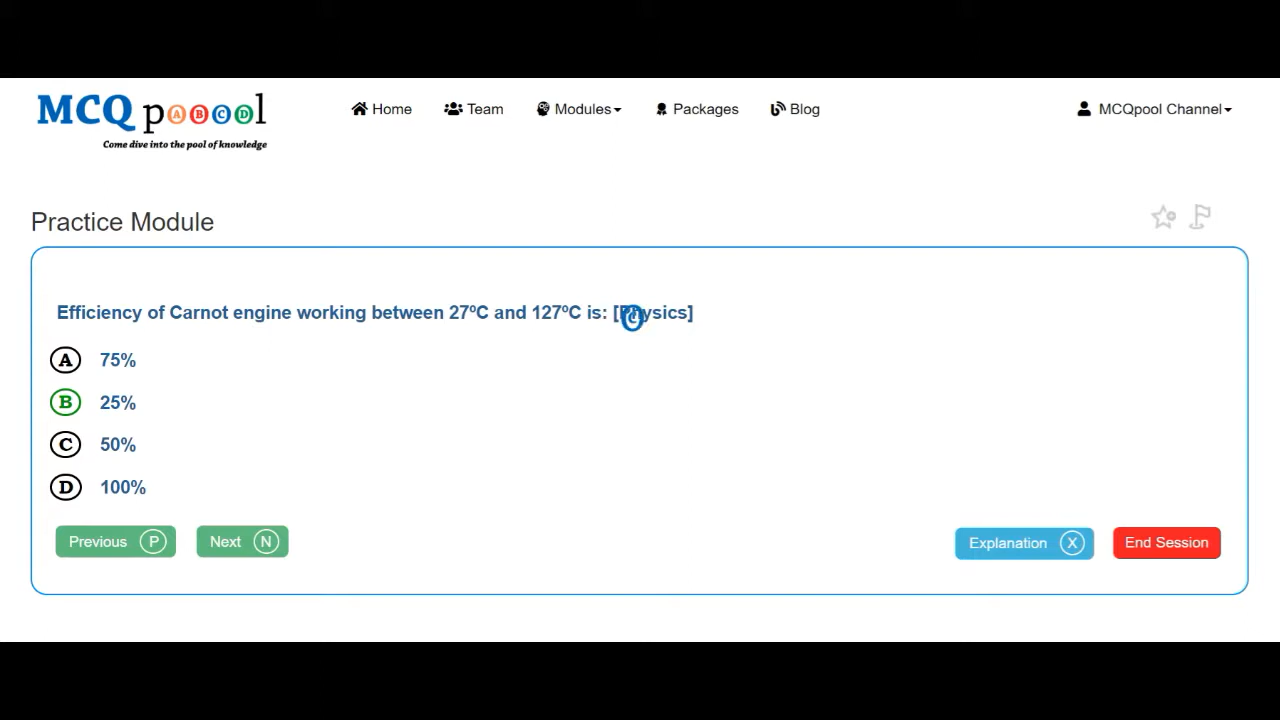 MCQ pABCDl
Come dive into the pool of knowledge
Home Team Modules Packages Blog MCQpool Channel
Practice Module
Efficiency of Carnot engine working between 27ºC and 127ºC is: [Physics]
A 75%
B 25%
C 50%
D 100%
Previous P Next N Explanation X End Session